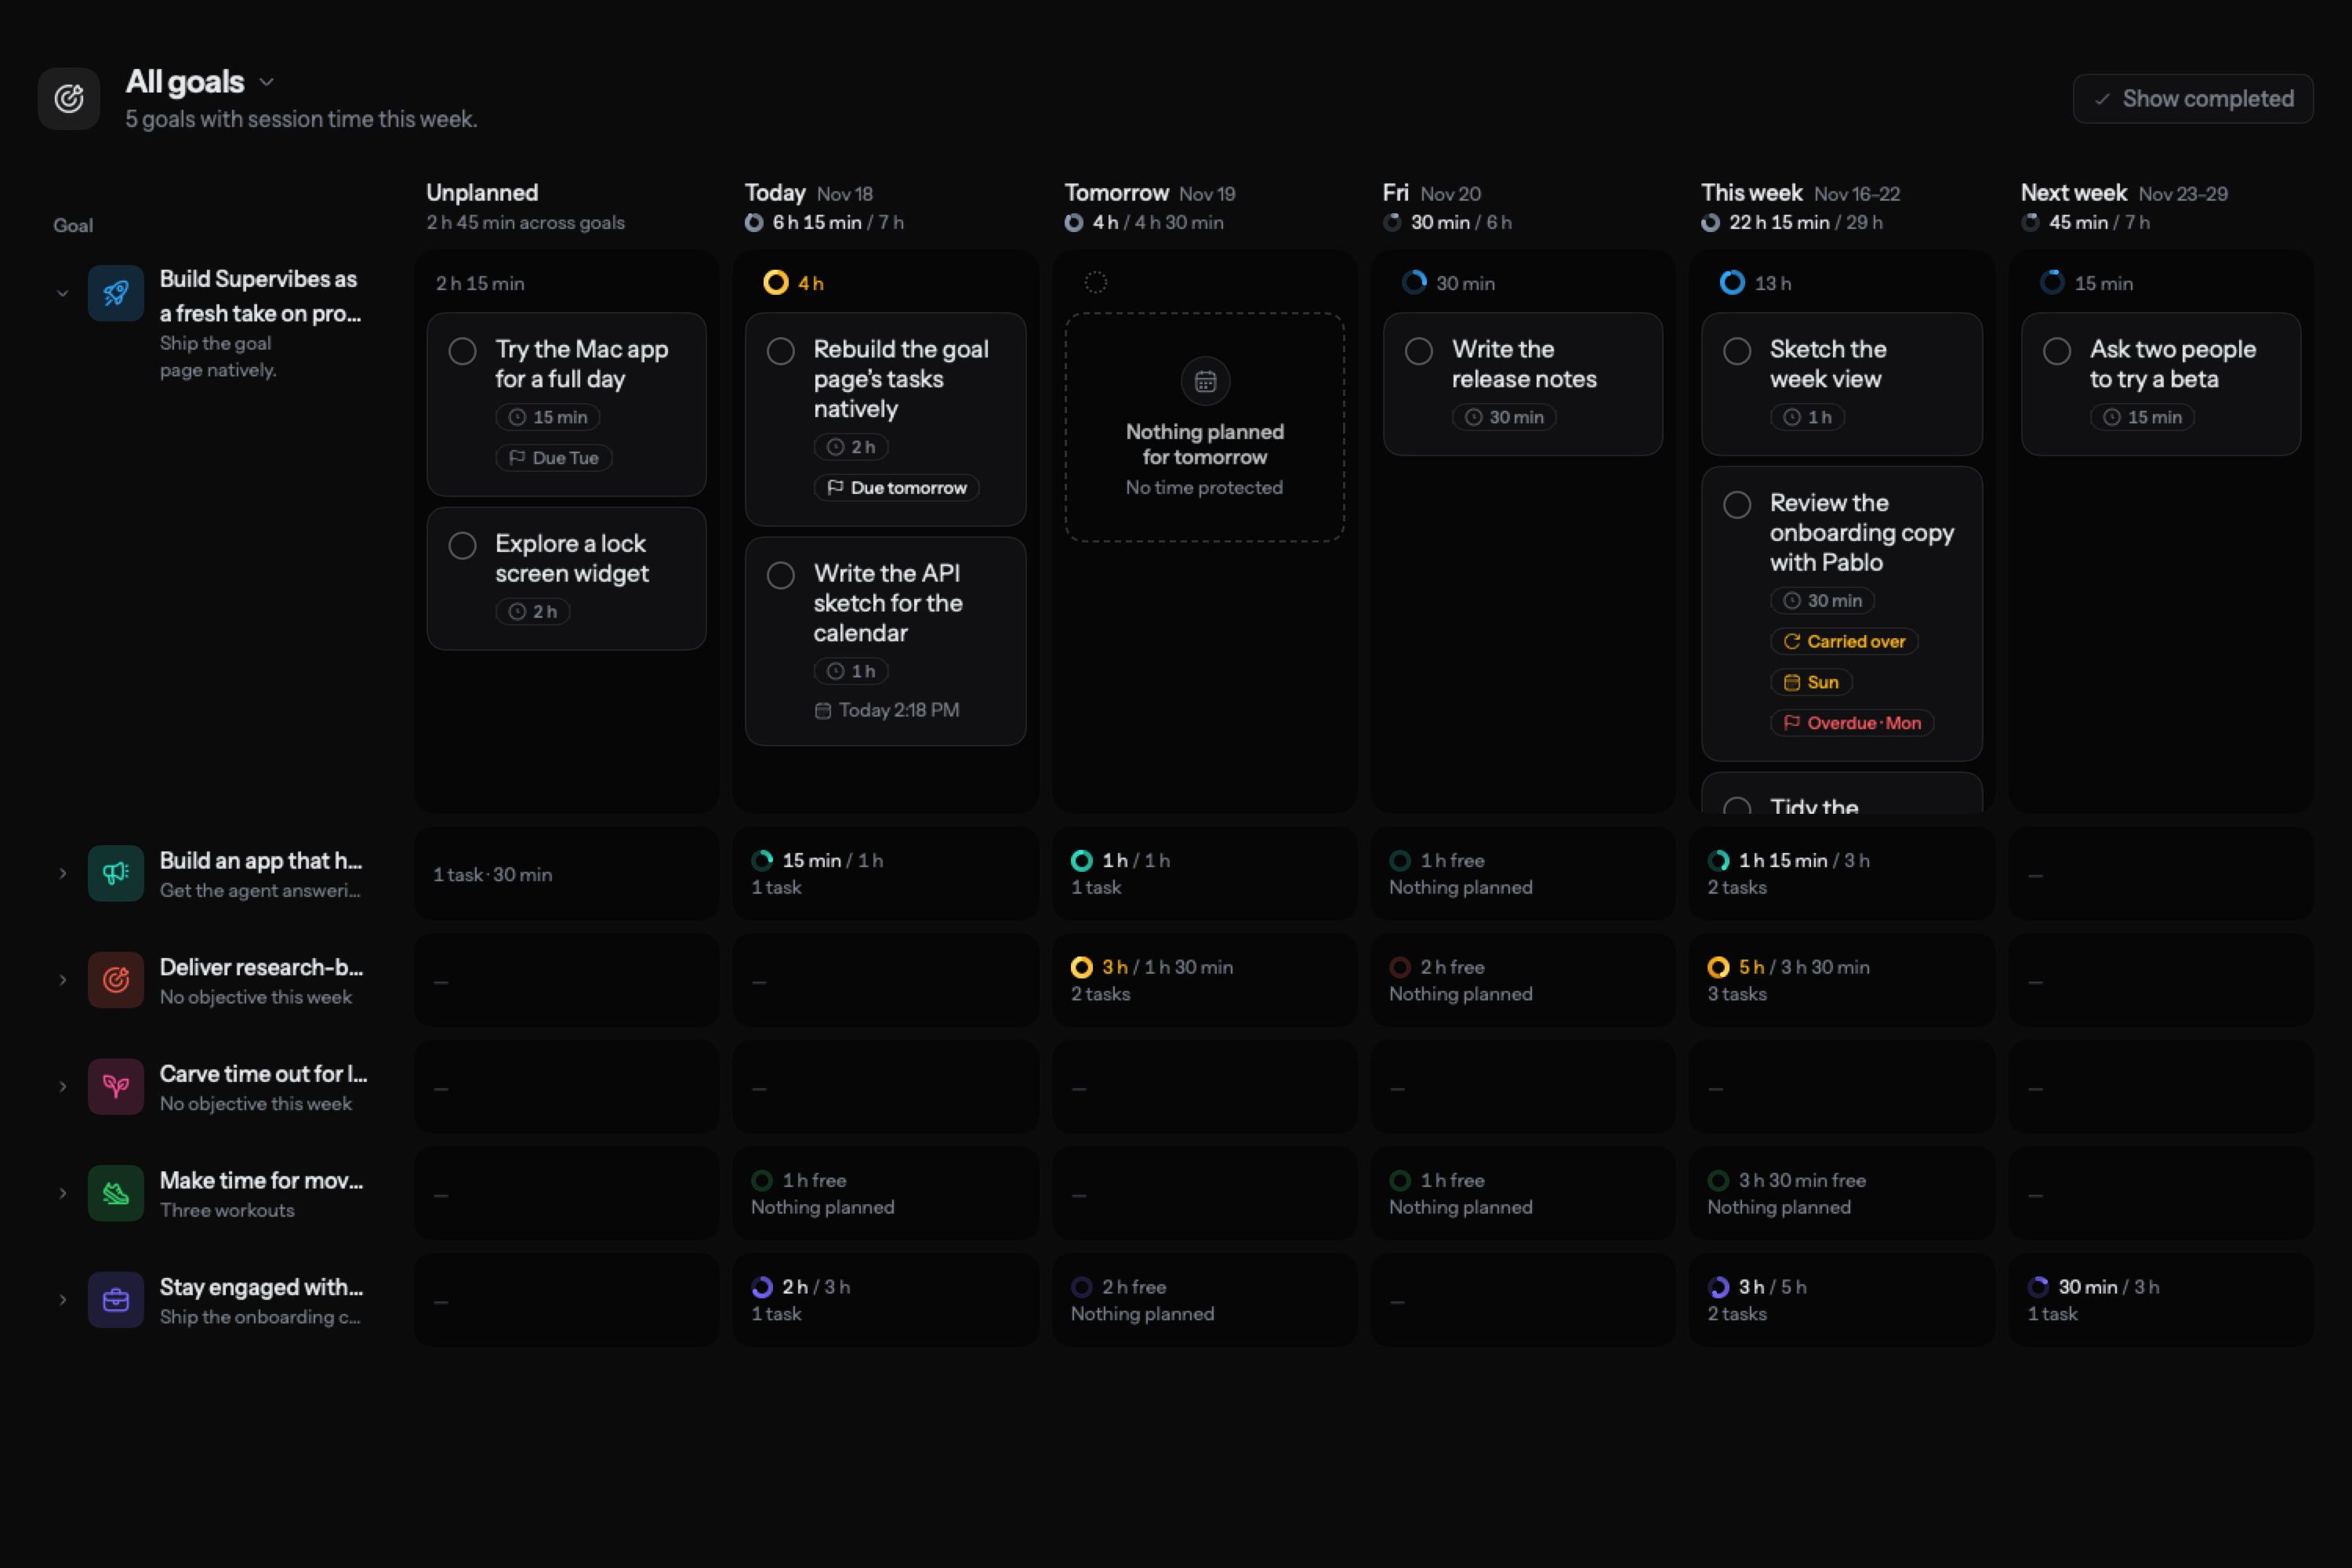 All goals
5 goals with session time this week.
Show completed
Goal
Unplanned
2 h 45 min across goals
Today Nov 18
6 h 15 min / 7 h
Tomorrow Nov 19
4 h / 4 h 30 min
Fri Nov 20
30 min / 6 h
This week Nov 16–22
22 h 15 min / 29 h
Next week Nov 23–29
45 min / 7 h
Build Supervibes as
a fresh take on pro...
Ship the goal
page natively.
2 h 15 min
Try the Mac app
for a full day
15 min
Due Tue
Explore a lock
screen widget
2 h
4 h
Rebuild the goal
page’s tasks
natively
2 h
Due tomorrow
Write the API
sketch for the
calendar
1 h
Today 2:18 PM
Nothing planned
for tomorrow
No time protected
30 min
Write the
release notes
30 min
13 h
Sketch the
week view
1 h
Review the
onboarding copy
with Pablo
30 min
Carried over
Sun
Overdue · Mon
Tidy the
15 min
Ask two people
to try a beta
15 min
Build an app that h...
Get the agent answeri...
1 task · 30 min
15 min / 1 h
1 task
1 h / 1 h
1 task
1 h free
Nothing planned
1 h 15 min / 3 h
2 tasks
–
Deliver research-b...
No objective this week
–
–
3 h / 1 h 30 min
2 tasks
2 h free
Nothing planned
5 h / 3 h 30 min
3 tasks
–
Carve time out for l...
No objective this week
–
–
–
–
–
–
Make time for mov...
Three workouts
–
1 h free
Nothing planned
–
1 h free
Nothing planned
3 h 30 min free
Nothing planned
–
Stay engaged with...
Ship the onboarding c...
–
2 h / 3 h
1 task
2 h free
Nothing planned
–
3 h / 5 h
2 tasks
30 min / 3 h
1 task